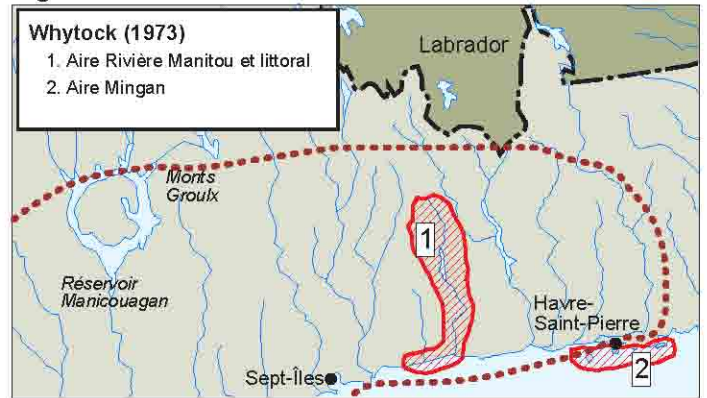 Whytock (1973)
1. Aire Rivière Manitou et littoral
2. Aire Mingan
Labrador
Monts
Groulx
1
Réservoir
Manicouagan
Havre-
Saint-Pierre
Sept-Îles
2